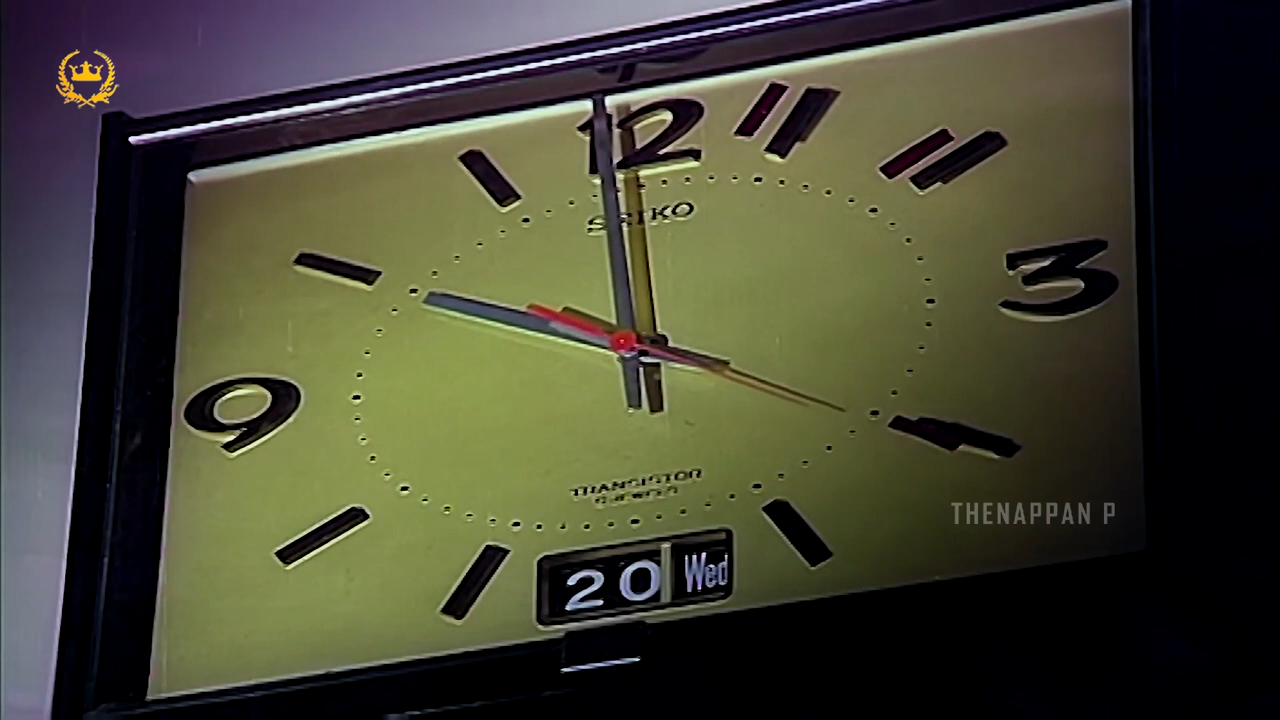 12
SEIKO
3
9
TRANSISTOR
20 Wed
THENAPPAN P